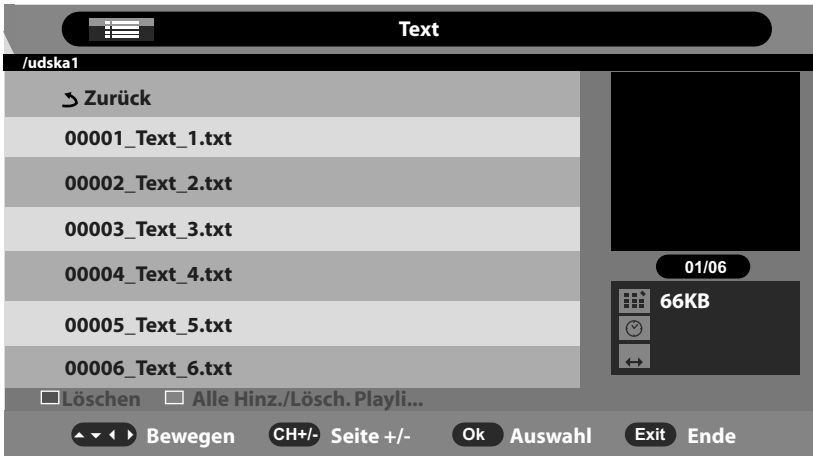 Text
/udska1
Zurück
00001_Text_1.txt
00002_Text_2.txt
00003_Text_3.txt
00004_Text_4.txt
00005_Text_5.txt
00006_Text_6.txt
01/06
66KB
Löschen Alle Hinz./Lösch. Playli...
Bewegen CH+/- Seite +/- Ok Auswahl Exit Ende